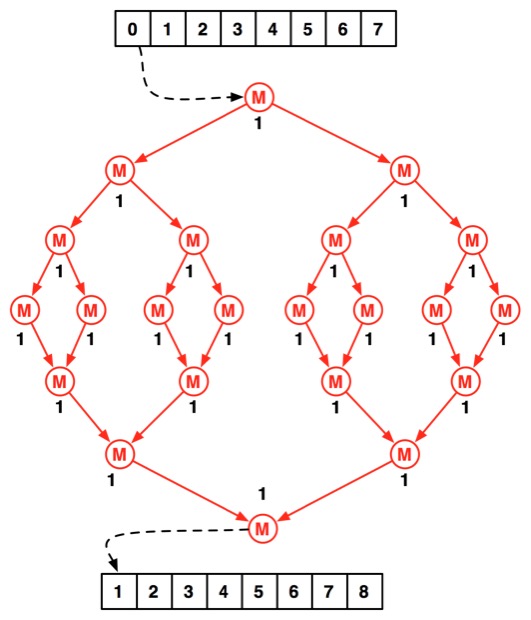 0 1 2 3 4 5 6 7
M
1
M M
1 1
M M M M
1 1 1 1
M M M M M M M M
1 1 1 1 1 1 1 1
M M M M
1 1 1 1
M M
1 1
1
M
1 2 3 4 5 6 7 8